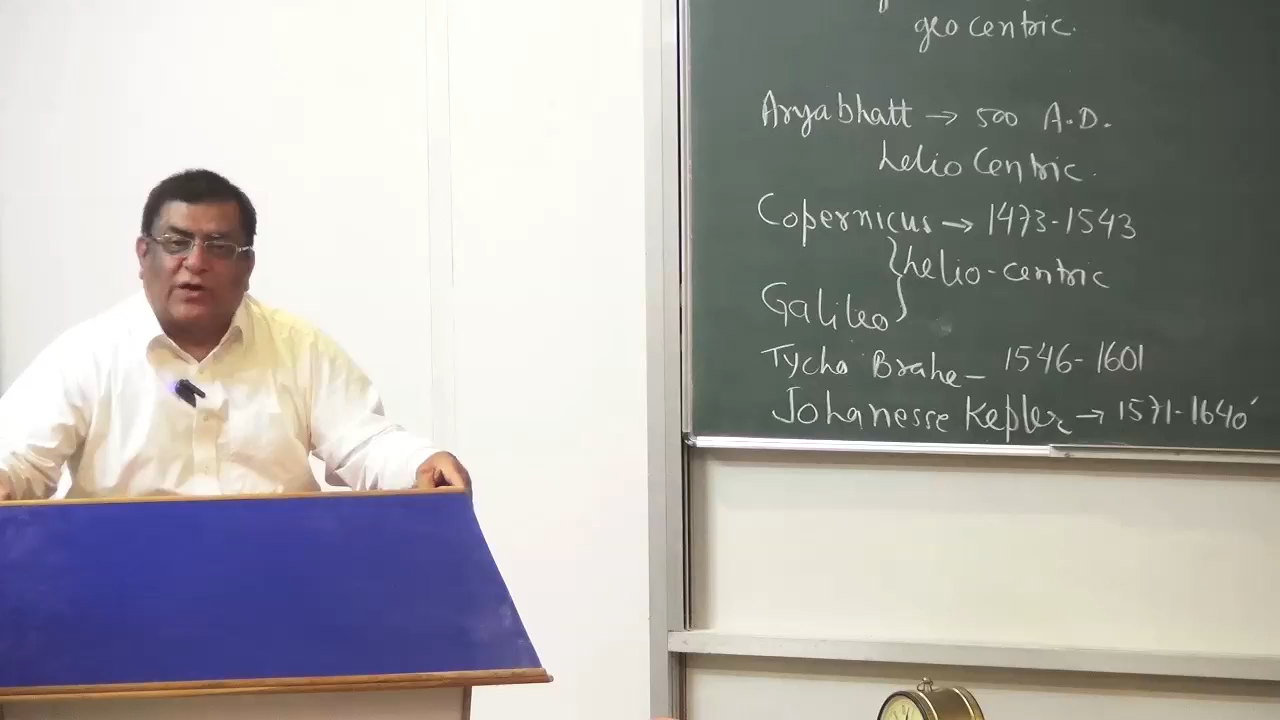 geocentric.
Aryabhatt → 500 A.D.
helio Centric.
Copernicus → 1473-1543
}helio-centric
Galileo
Tycho Brahe - 1546-1601
Johanesse Kepler → 1571-1640